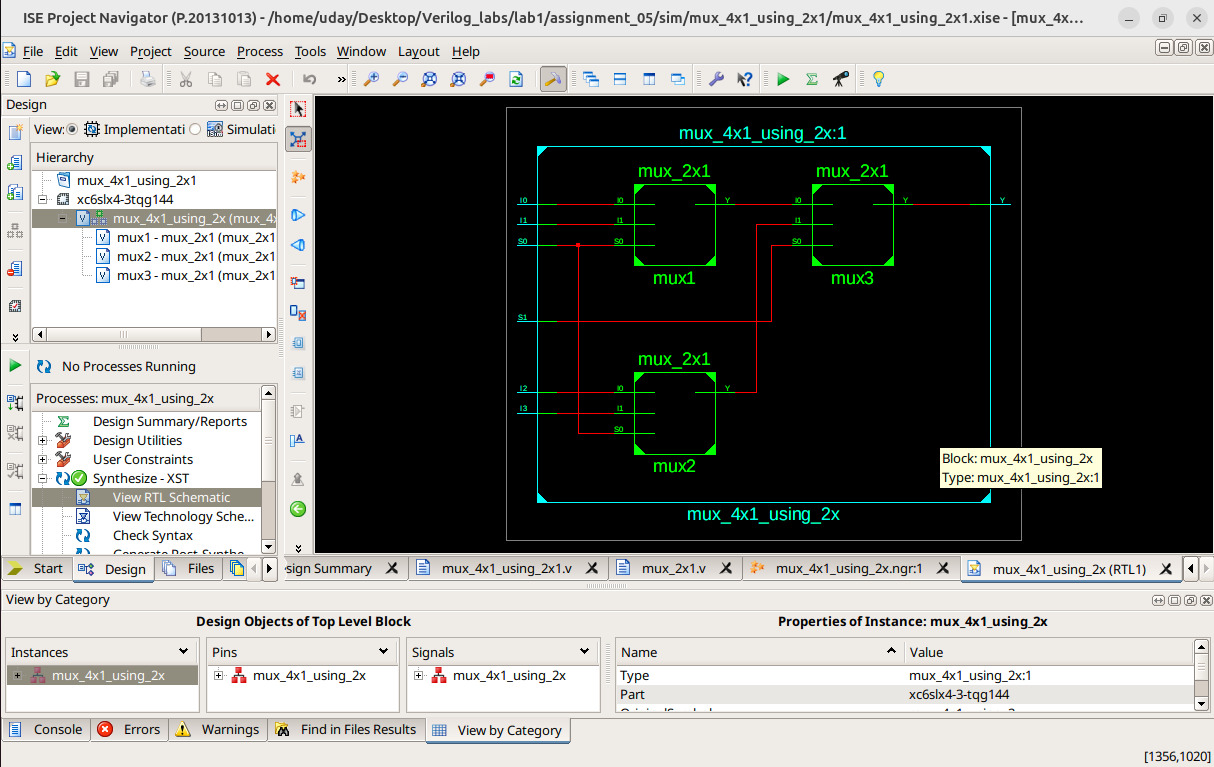 ISE Project Navigator (P.20131013) - /home/uday/Desktop/Verilog_labs/lab1/assignment_05/sim/mux_4x1_using_2x1/mux_4x1_using_2x1.xise - [mux_4x...
File Edit View Project Source Process Tools Window Layout Help
»
Design
View: Implementati Simulati
Hierarchy
mux_4x1_using_2x1
xc6slx4-3tqg144
mux_4x1_using_2x (mux_4x
mux1 - mux_2x1 (mux_2x1
mux2 - mux_2x1 (mux_2x1
mux3 - mux_2x1 (mux_2x1
No Processes Running
Processes: mux_4x1_using_2x
Design Summary/Reports
Design Utilities
User Constraints
Synthesize - XST
View RTL Schematic
View Technology Sche...
Check Syntax
Generate Post-Synthe
Start Design Files
mux_4x1_using_2x:1
mux_2x1 mux_2x1
I0 I0 Y I0 Y Y
I1 I1 I1
S0 S0 S0
mux1 mux3
S1
mux_2x1
I2 I0 Y
I3 I1
S0
mux2
Block: mux_4x1_using_2x
Type: mux_4x1_using_2x:1
mux_4x1_using_2x
sign Summary mux_4x1_using_2x1.v mux_2x1.v mux_4x1_using_2x.ngr:1 mux_4x1_using_2x (RTL1)
View by Category
Design Objects of Top Level Block Properties of Instance: mux_4x1_using_2x
Instances Pins Signals Name Value
mux_4x1_using_2x mux_4x1_using_2x mux_4x1_using_2x Type mux_4x1_using_2x:1
Part xc6slx4-3-tqg144
Console Errors Warnings Find in Files Results View by Category
[1356,1020]